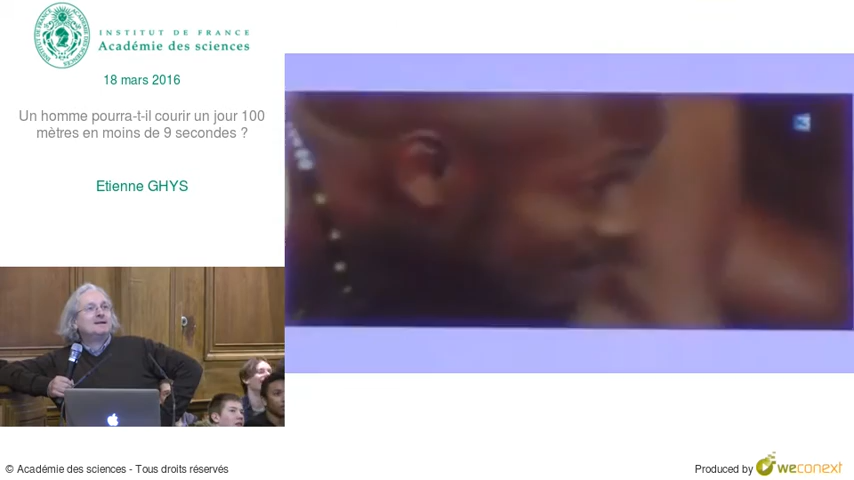 INSTITUT DE FRANCE
Académie des sciences
18 mars 2016
Un homme pourra-t-il courir un jour 100
mètres en moins de 9 secondes ?
Etienne GHYS
© Académie des sciences - Tous droits réservés
Produced by weconext